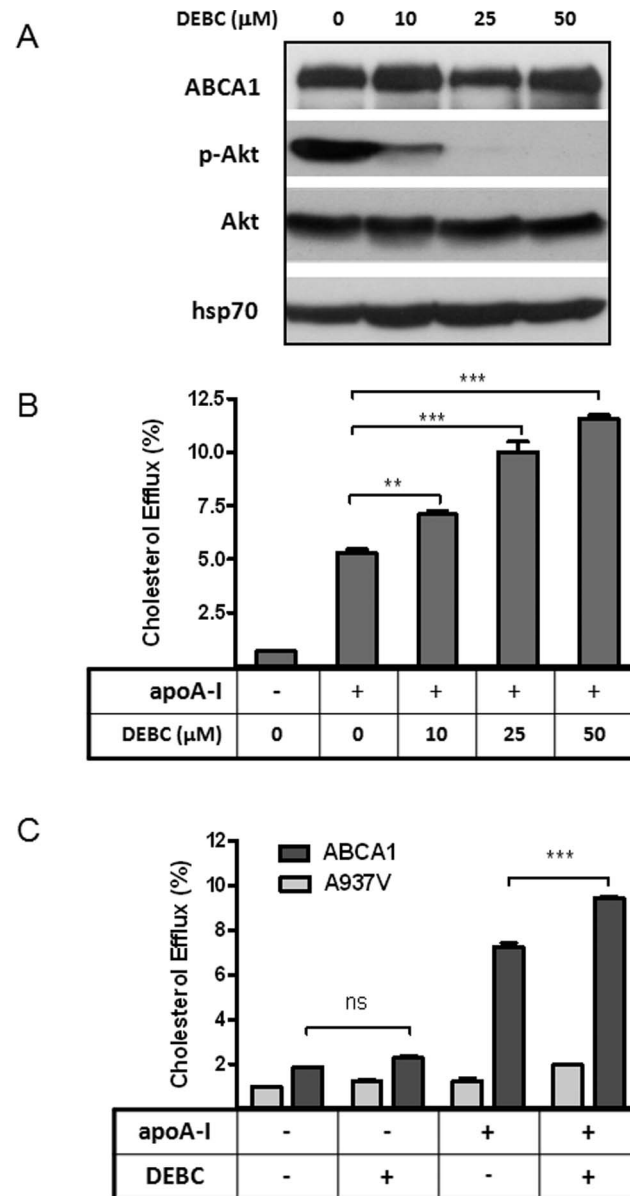 A
DEBC (µM) 0 10 25 50
ABCA1
p-Akt
Akt
hsp70
B
Cholesterol Efflux (%)
12.5
10.0
7.5
5.0
2.5
***
***
**
apoA-I - + + + +
DEBC (µM) 0 0 10 25 50
C
Cholesterol Efflux (%)
12
10
8
6
4
2
ABCA1
A937V
ns
***
apoA-I - - + +
DEBC - + - +